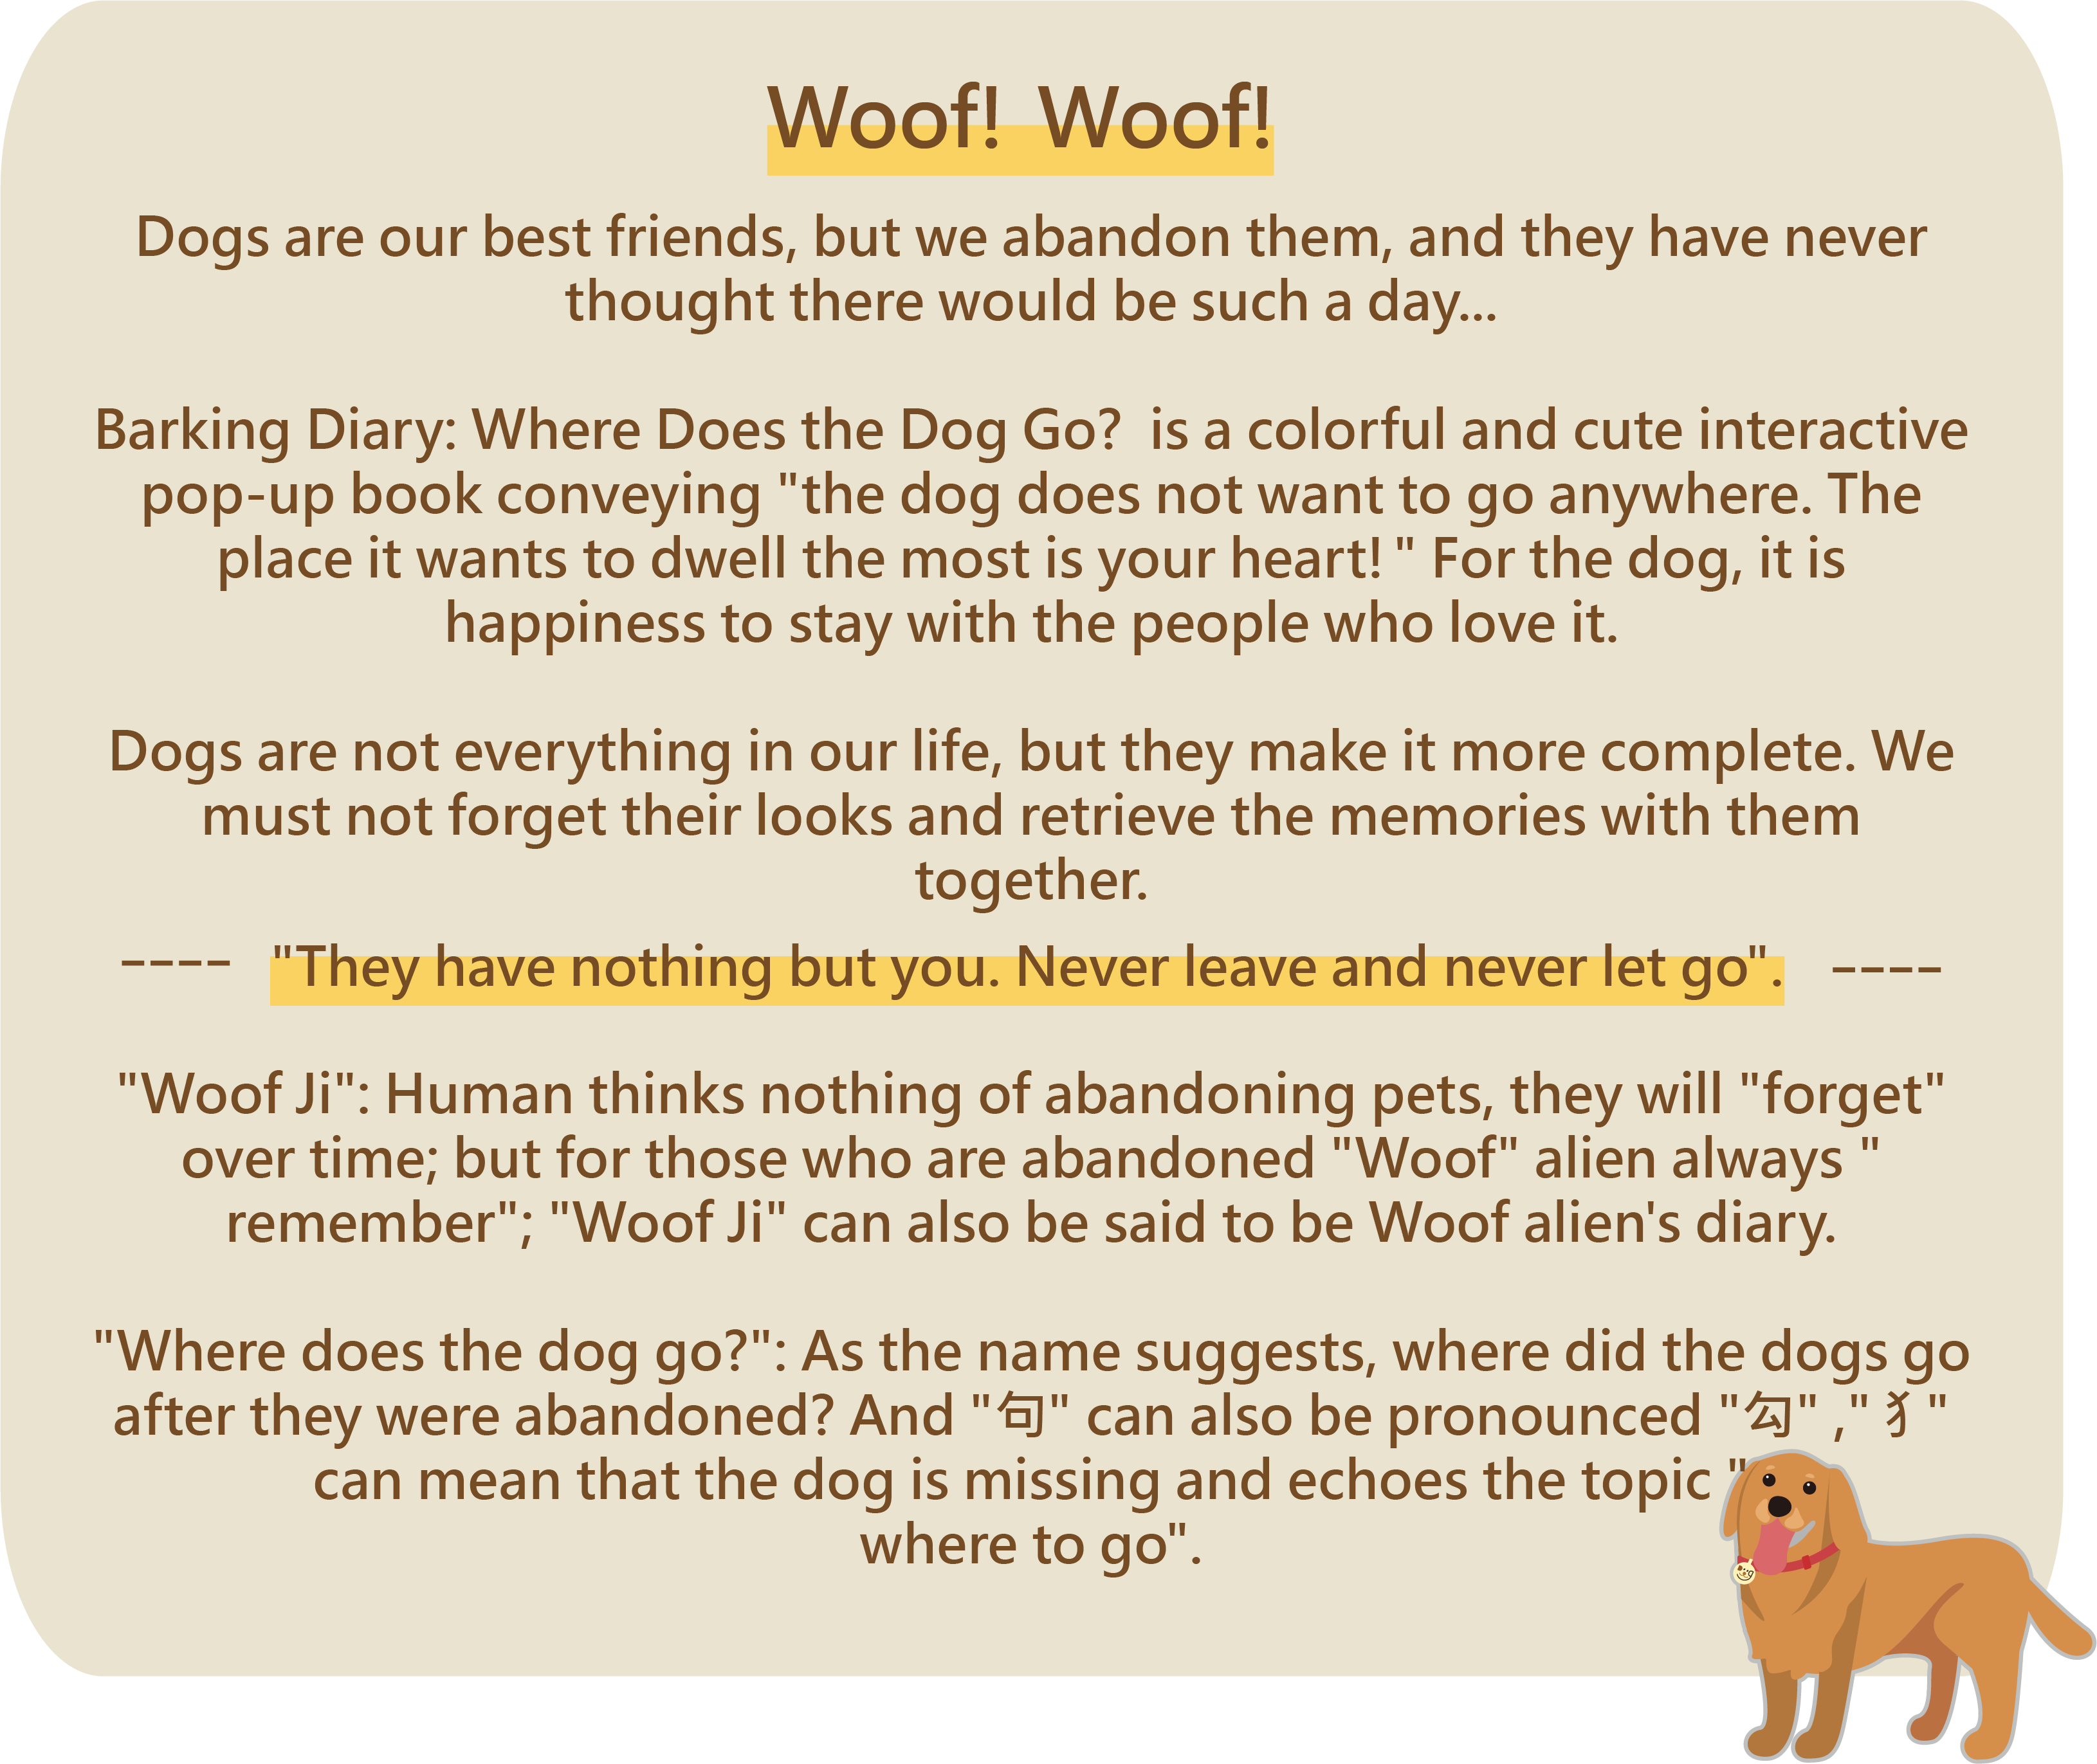 Woof! Woof!
Dogs are our best friends, but we abandon them, and they have never
thought there would be such a day...
Barking Diary: Where Does the Dog Go? is a colorful and cute interactive
pop-up book conveying "the dog does not want to go anywhere. The
place it wants to dwell the most is your heart! " For the dog, it is
happiness to stay with the people who love it.
Dogs are not everything in our life, but they make it more complete. We
must not forget their looks and retrieve the memories with them
together.
---- "They have nothing but you. Never leave and never let go". ----
"Woof Ji": Human thinks nothing of abandoning pets, they will "forget"
over time; but for those who are abandoned "Woof" alien always "
remember"; "Woof Ji" can also be said to be Woof alien's diary.
"Where does the dog go?": As the name suggests, where did the dogs go
after they were abandoned? And "句" can also be pronounced "勾" ," 犭"
can mean that the dog is missing and echoes the topic "
where to go".